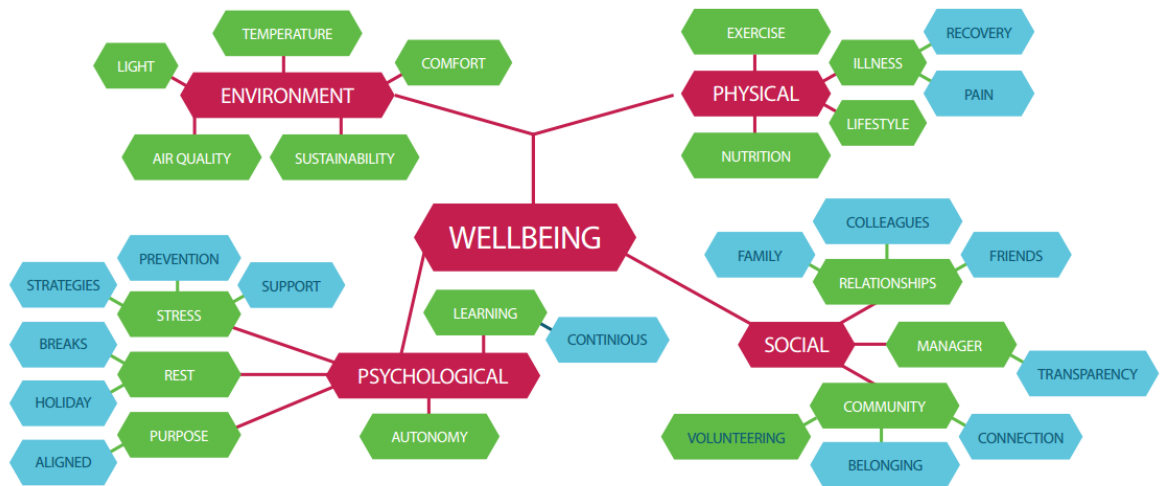 TEMPERATURE
LIGHT
COMFORT
ENVIRONMENT
AIR QUALITY
SUSTAINABILITY
EXERCISE
RECOVERY
ILLNESS
PHYSICAL
PAIN
LIFESTYLE
NUTRITION
WELLBEING
COLLEAGUES
FAMILY
FRIENDS
RELATIONSHIPS
SOCIAL
MANAGER
TRANSPARENCY
COMMUNITY
VOLUNTEERING
CONNECTION
BELONGING
PREVENTION
STRATEGIES
SUPPORT
STRESS
LEARNING
CONTINIOUS
BREAKS
REST
PSYCHOLOGICAL
HOLIDAY
PURPOSE
AUTONOMY
ALIGNED